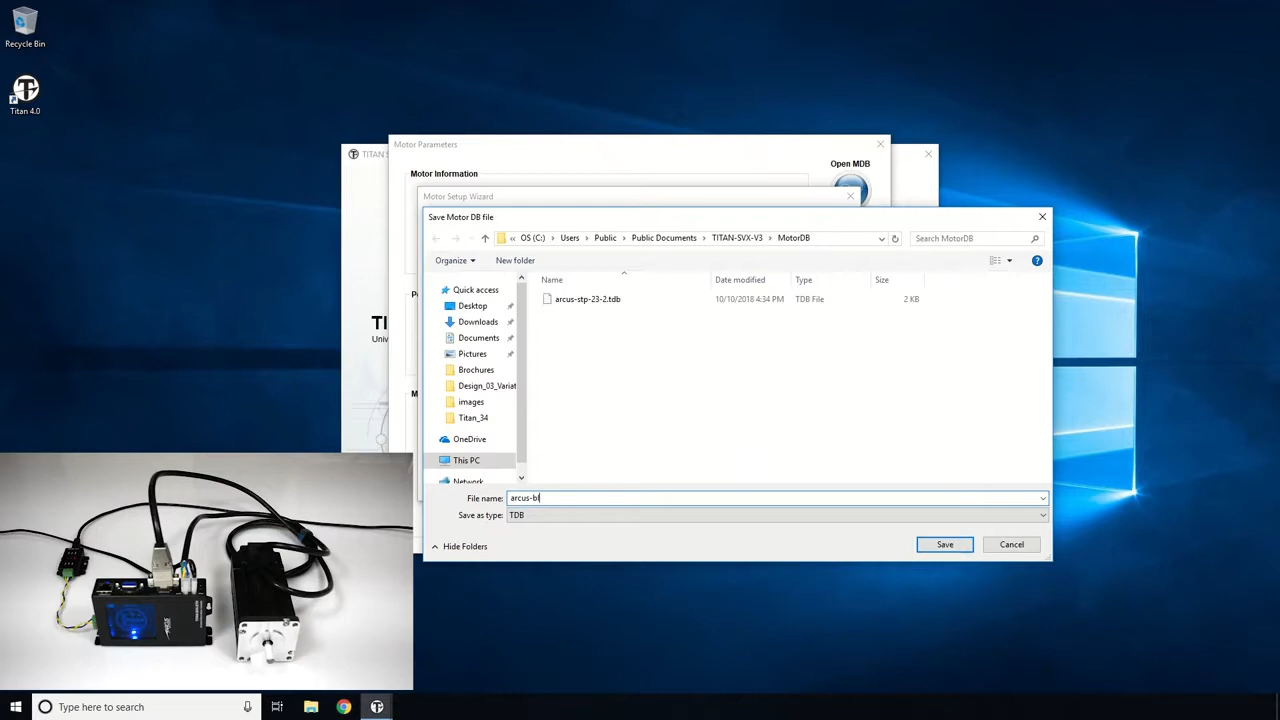 Recycle Bin
Titan 4.0
TITAN S
Motor Parameters
Motor Information
Open MDB
Motor Setup Wizard
Save Motor DB file
« OS (C:) > Users > Public > Public Documents > TITAN-SVX-V3 > MotorDB
Search MotorDB
Organize
New folder
Name
Date modified
Type
Size
Quick access
Desktop
Downloads
Documents
Pictures
Brochures
Design_03_Variat
images
Titan_34
OneDrive
This PC
Network
arcus-stp-23-2.tdb
10/10/2018 4:34 PM
TDB File
2 KB
TI
Univ
M
File name:
arcus-bl
Save as type:
TDB
Hide Folders
Save
Cancel
Type here to search